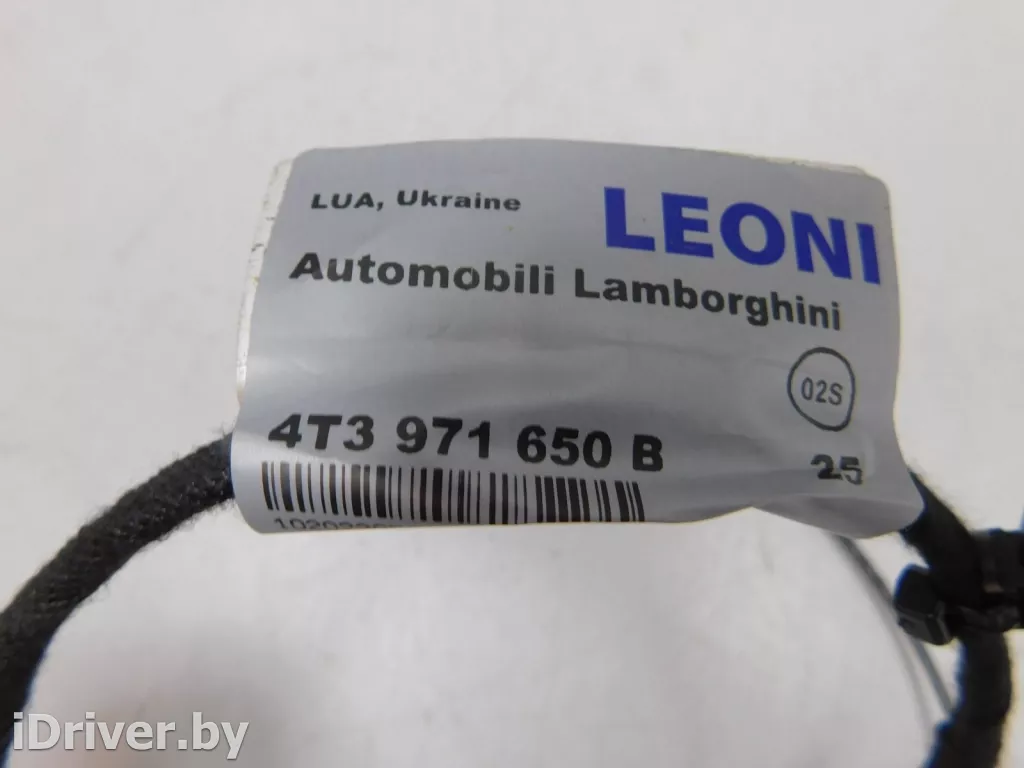 LUA, Ukraine
LEONI
Automobili Lamborghini
02S
4T3 971 650 B
25
iDriver.by